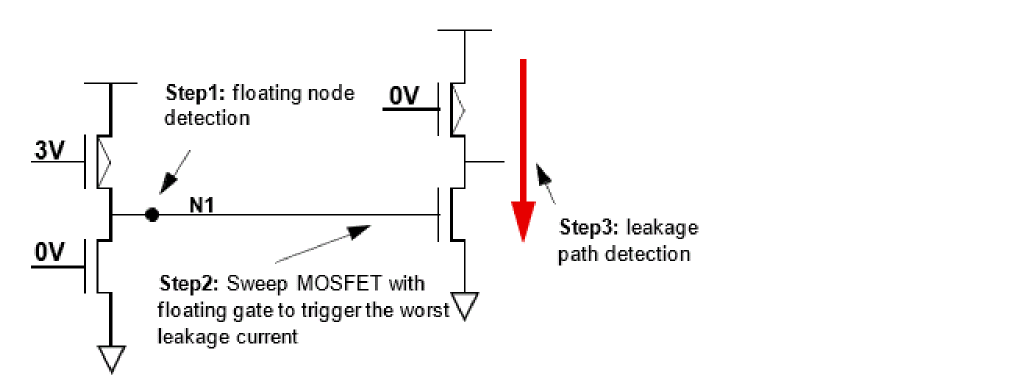 Step1: floating node
detection
0V
3V
N1
0V
Step2: Sweep MOSFET with
floating gate to trigger the worst
leakage current
Step3: leakage
path detection